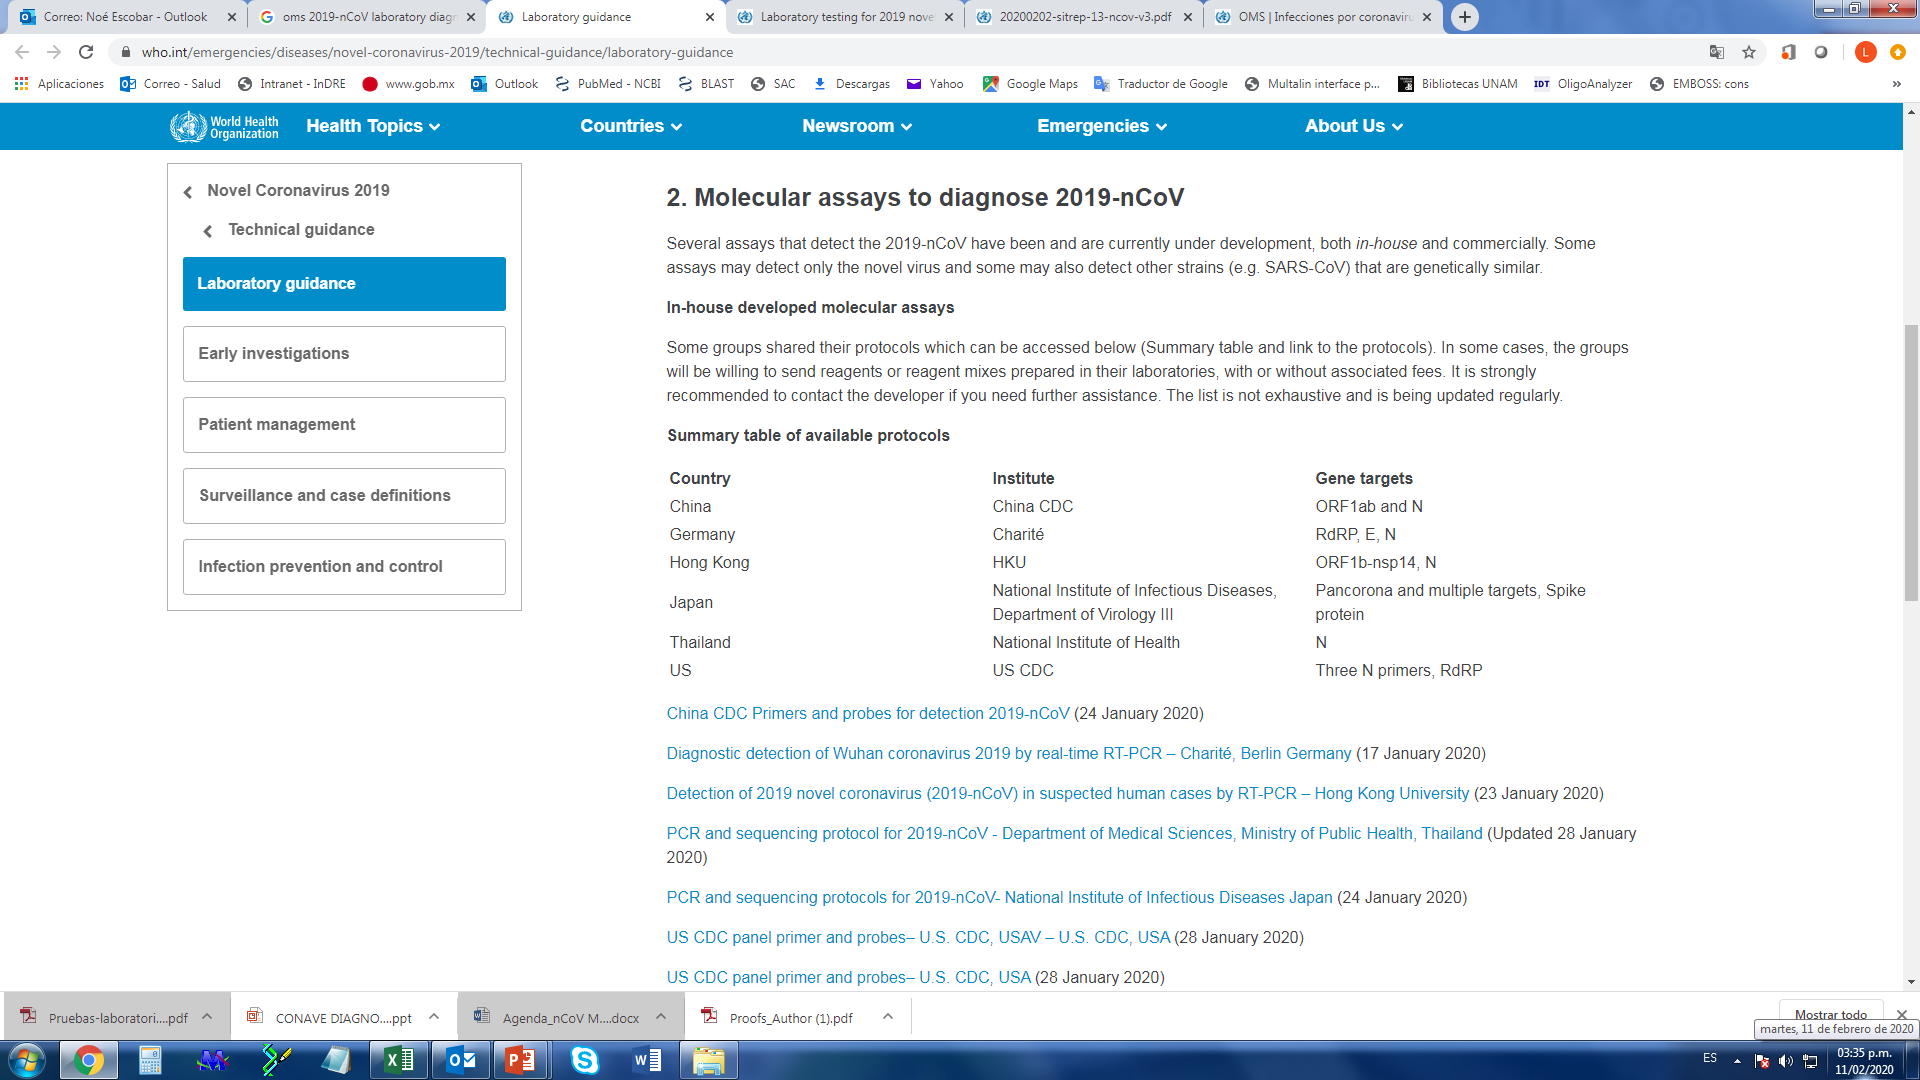 Correo: Noé Escobar - Outlook
oms 2019-nCoV laboratory diagn
Laboratory guidance
Laboratory testing for 2019 nove
20200202-sitrep-13-ncov-v3.pdf
OMS | Infecciones por coronaviru
who.int/emergencies/diseases/novel-coronavirus-2019/technical-guidance/laboratory-guidance
L
Aplicaciones
Correo - Salud
Intranet - InDRE
www.gob.mx
Outlook
PubMed - NCBI
BLAST
SAC
Descargas
Yahoo
Google Maps
Traductor de Google
Multalin interface p...
Bibliotecas UNAM
IDT OligoAnalyzer
EMBOSS: cons
»
World Health
Organization
Health Topics
Countries
Newsroom
Emergencies
About Us
Novel Coronavirus 2019
Technical guidance
Laboratory guidance
Early investigations
Patient management
Surveillance and case definitions
Infection prevention and control
2. Molecular assays to diagnose 2019-nCoV
Several assays that detect the 2019-nCoV have been and are currently under development, both in-house and commercially. Some
assays may detect only the novel virus and some may also detect other strains (e.g. SARS-CoV) that are genetically similar.
In-house developed molecular assays
Some groups shared their protocols which can be accessed below (Summary table and link to the protocols). In some cases, the groups
will be willing to send reagents or reagent mixes prepared in their laboratories, with or without associated fees. It is strongly
recommended to contact the developer if you need further assistance. The list is not exhaustive and is being updated regularly.
Summary table of available protocols
Country Institute Gene targets
China China CDC ORF1ab and N
Germany Charité RdRP, E, N
Hong Kong HKU ORF1b-nsp14, N
Japan National Institute of Infectious Diseases, Pancorona and multiple targets, Spike
Department of Virology III protein
Thailand National Institute of Health N
US US CDC Three N primers, RdRP
China CDC Primers and probes for detection 2019-nCoV (24 January 2020)
Diagnostic detection of Wuhan coronavirus 2019 by real-time RT-PCR – Charité, Berlin Germany (17 January 2020)
Detection of 2019 novel coronavirus (2019-nCoV) in suspected human cases by RT-PCR – Hong Kong University (23 January 2020)
PCR and sequencing protocol for 2019-nCoV - Department of Medical Sciences, Ministry of Public Health, Thailand (Updated 28 January
2020)
PCR and sequencing protocols for 2019-nCoV- National Institute of Infectious Diseases Japan (24 January 2020)
US CDC panel primer and probes– U.S. CDC, USAV – U.S. CDC, USA (28 January 2020)
US CDC panel primer and probes– U.S. CDC, USA (28 January 2020)
Pruebas-laboratori....pdf
CONAVE DIAGNO....ppt
Agenda_nCoV M....docx
Proofs_Author (1).pdf
Mostrar todo
martes, 11 de febrero de 2020
ES
03:35 p.m.
11/02/2020